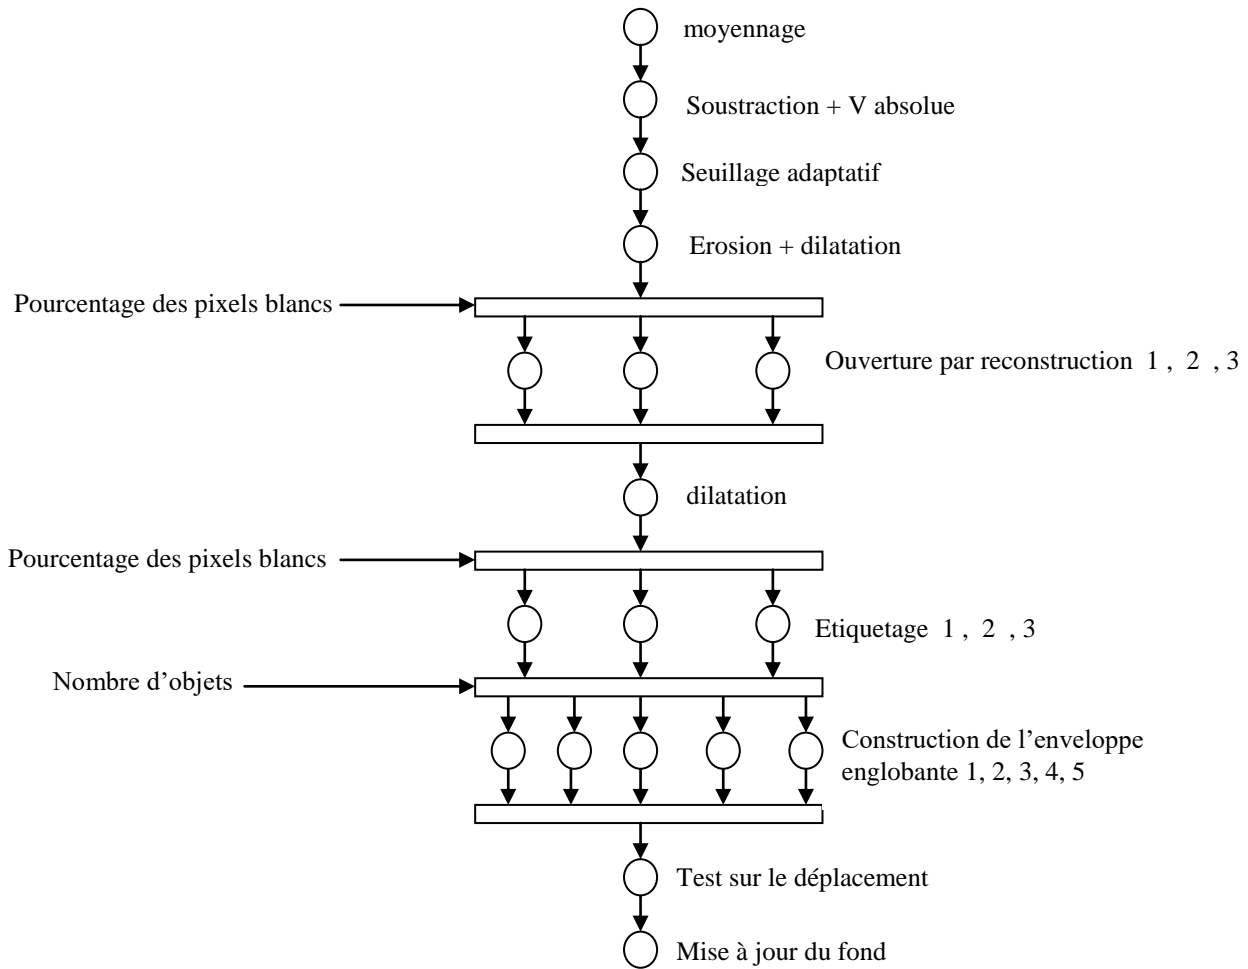 moyennage
Soustraction + V absolue
Seuillage adaptatif
Erosion + dilatation
Pourcentage des pixels blancs
Ouverture par reconstruction 1 , 2 , 3
dilatation
Pourcentage des pixels blancs
Etiquetage 1 , 2 , 3
Nombre d’objets
Construction de l’enveloppe
englobante 1, 2, 3, 4, 5
Test sur le déplacement
Mise à jour du fond